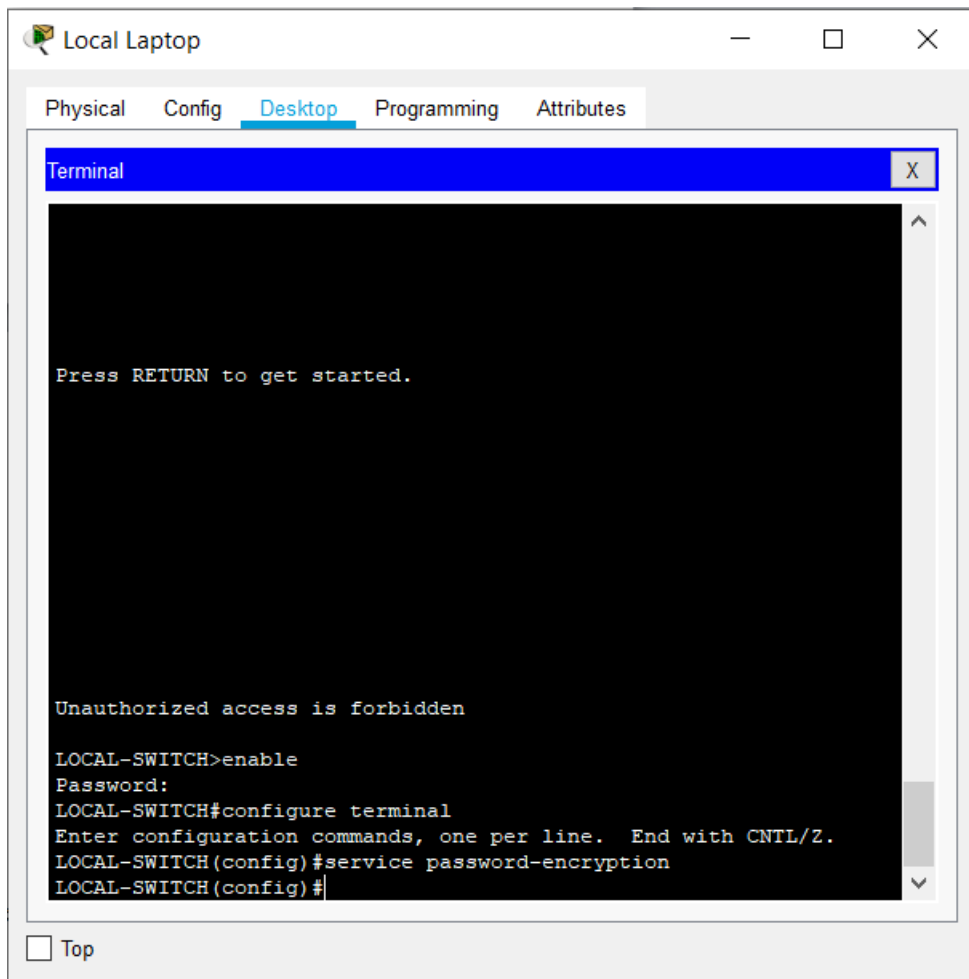 Local Laptop
Physical Config Desktop Programming Attributes
Terminal X
Press RETURN to get started.
Unauthorized access is forbidden
LOCAL-SWITCH>enable
Password:
LOCAL-SWITCH#configure terminal
Enter configuration commands, one per line.  End with CNTL/Z.
LOCAL-SWITCH(config)#service password-encryption
LOCAL-SWITCH(config)#
Top